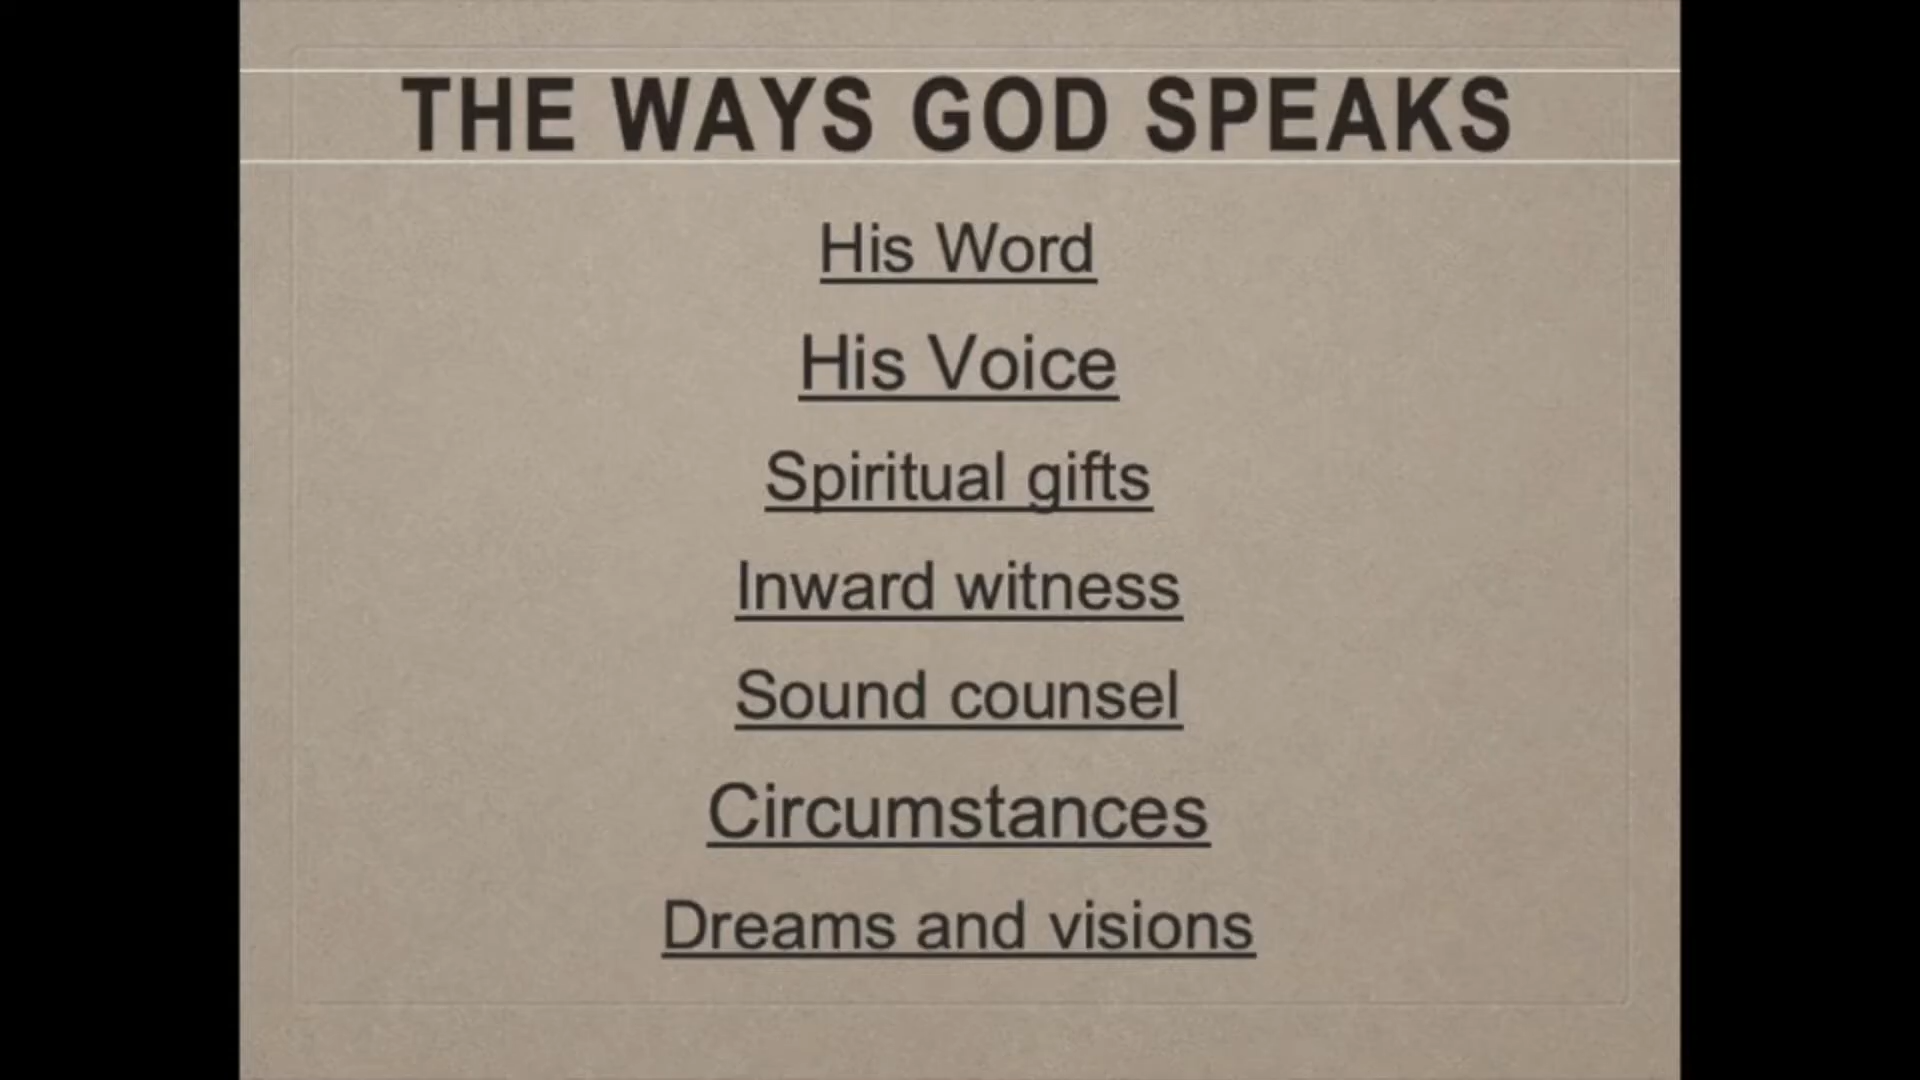 THE WAYS GOD SPEAKS
His Word
His Voice
Spiritual gifts
Inward witness
Sound counsel
Circumstances
Dreams and visions